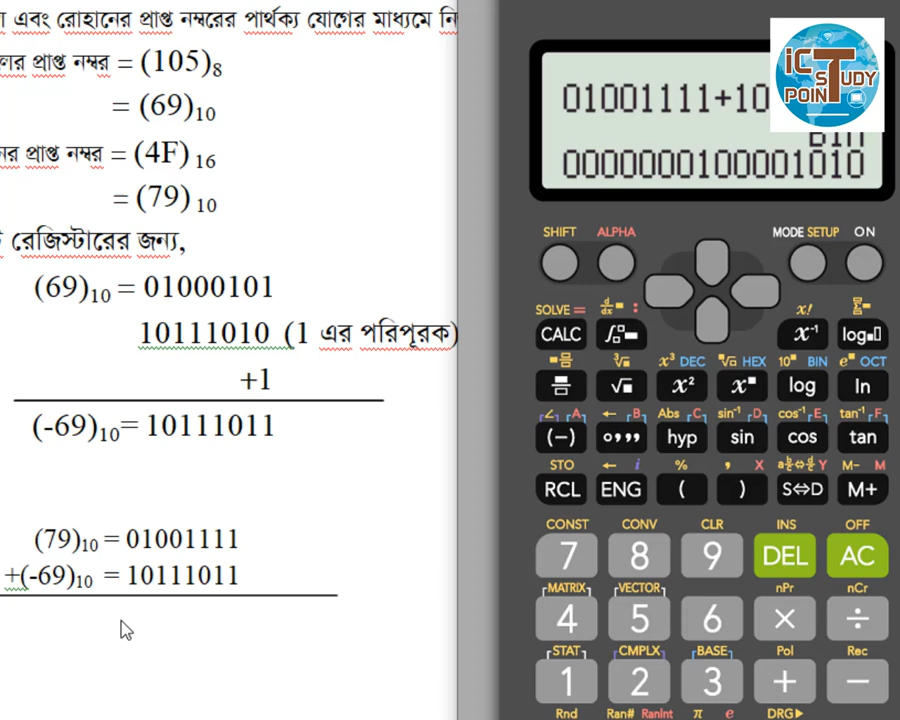 এবং রোহানের প্রাপ্ত নম্বরের পার্থক্য যোগের মাধ্যমে
প্রাপ্ত নম্বর = (105)8
= (69)10
প্রাপ্ত নম্বর = (4F) 16
= (79) 10
রেজিস্টারের জন্য,
(69)10 = 01000101
10111010 (1 এর পরিপূরক)
+1
(-69)10= 10111011
(79)10 = 01001111
+(-69)10 = 10111011
iCT STUDY POINT
01001111+10
Bin
0000000100001010
SHIFT ALPHA MODE SETUP ON
SOLVE = d/dx : x! Σ
CALC ∫ x⁻¹ log
³√ x³ DEC √ HEX 10 BIN e OCT
√ x² x log ln
∠ A ← B Abs C sin⁻¹ D cos⁻¹ E tan⁻¹ F
(−) °,,, hyp sin cos tan
STO ← i % , X a b/c⇔d/c Y M− M
RCL ENG ( ) S⇔D M+
CONST CONV CLR INS OFF
7 8 9 DEL AC
MATRIX VECTOR nPr nCr
4 5 6 × ÷
STAT CMPLX BASE Pol Rec
1 2 3 + −
Rnd Ran# RanInt π e DRG▶